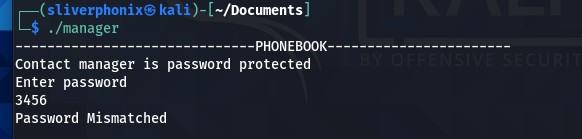 (sliverphonix㉿kali)-[~/Documents]
$ ./manager
------------------------------PHONEBOOK-----------------------
Contact manager is password protected
Enter password
3456
Password Mismatched
BY OFFENSIVE SECURIT